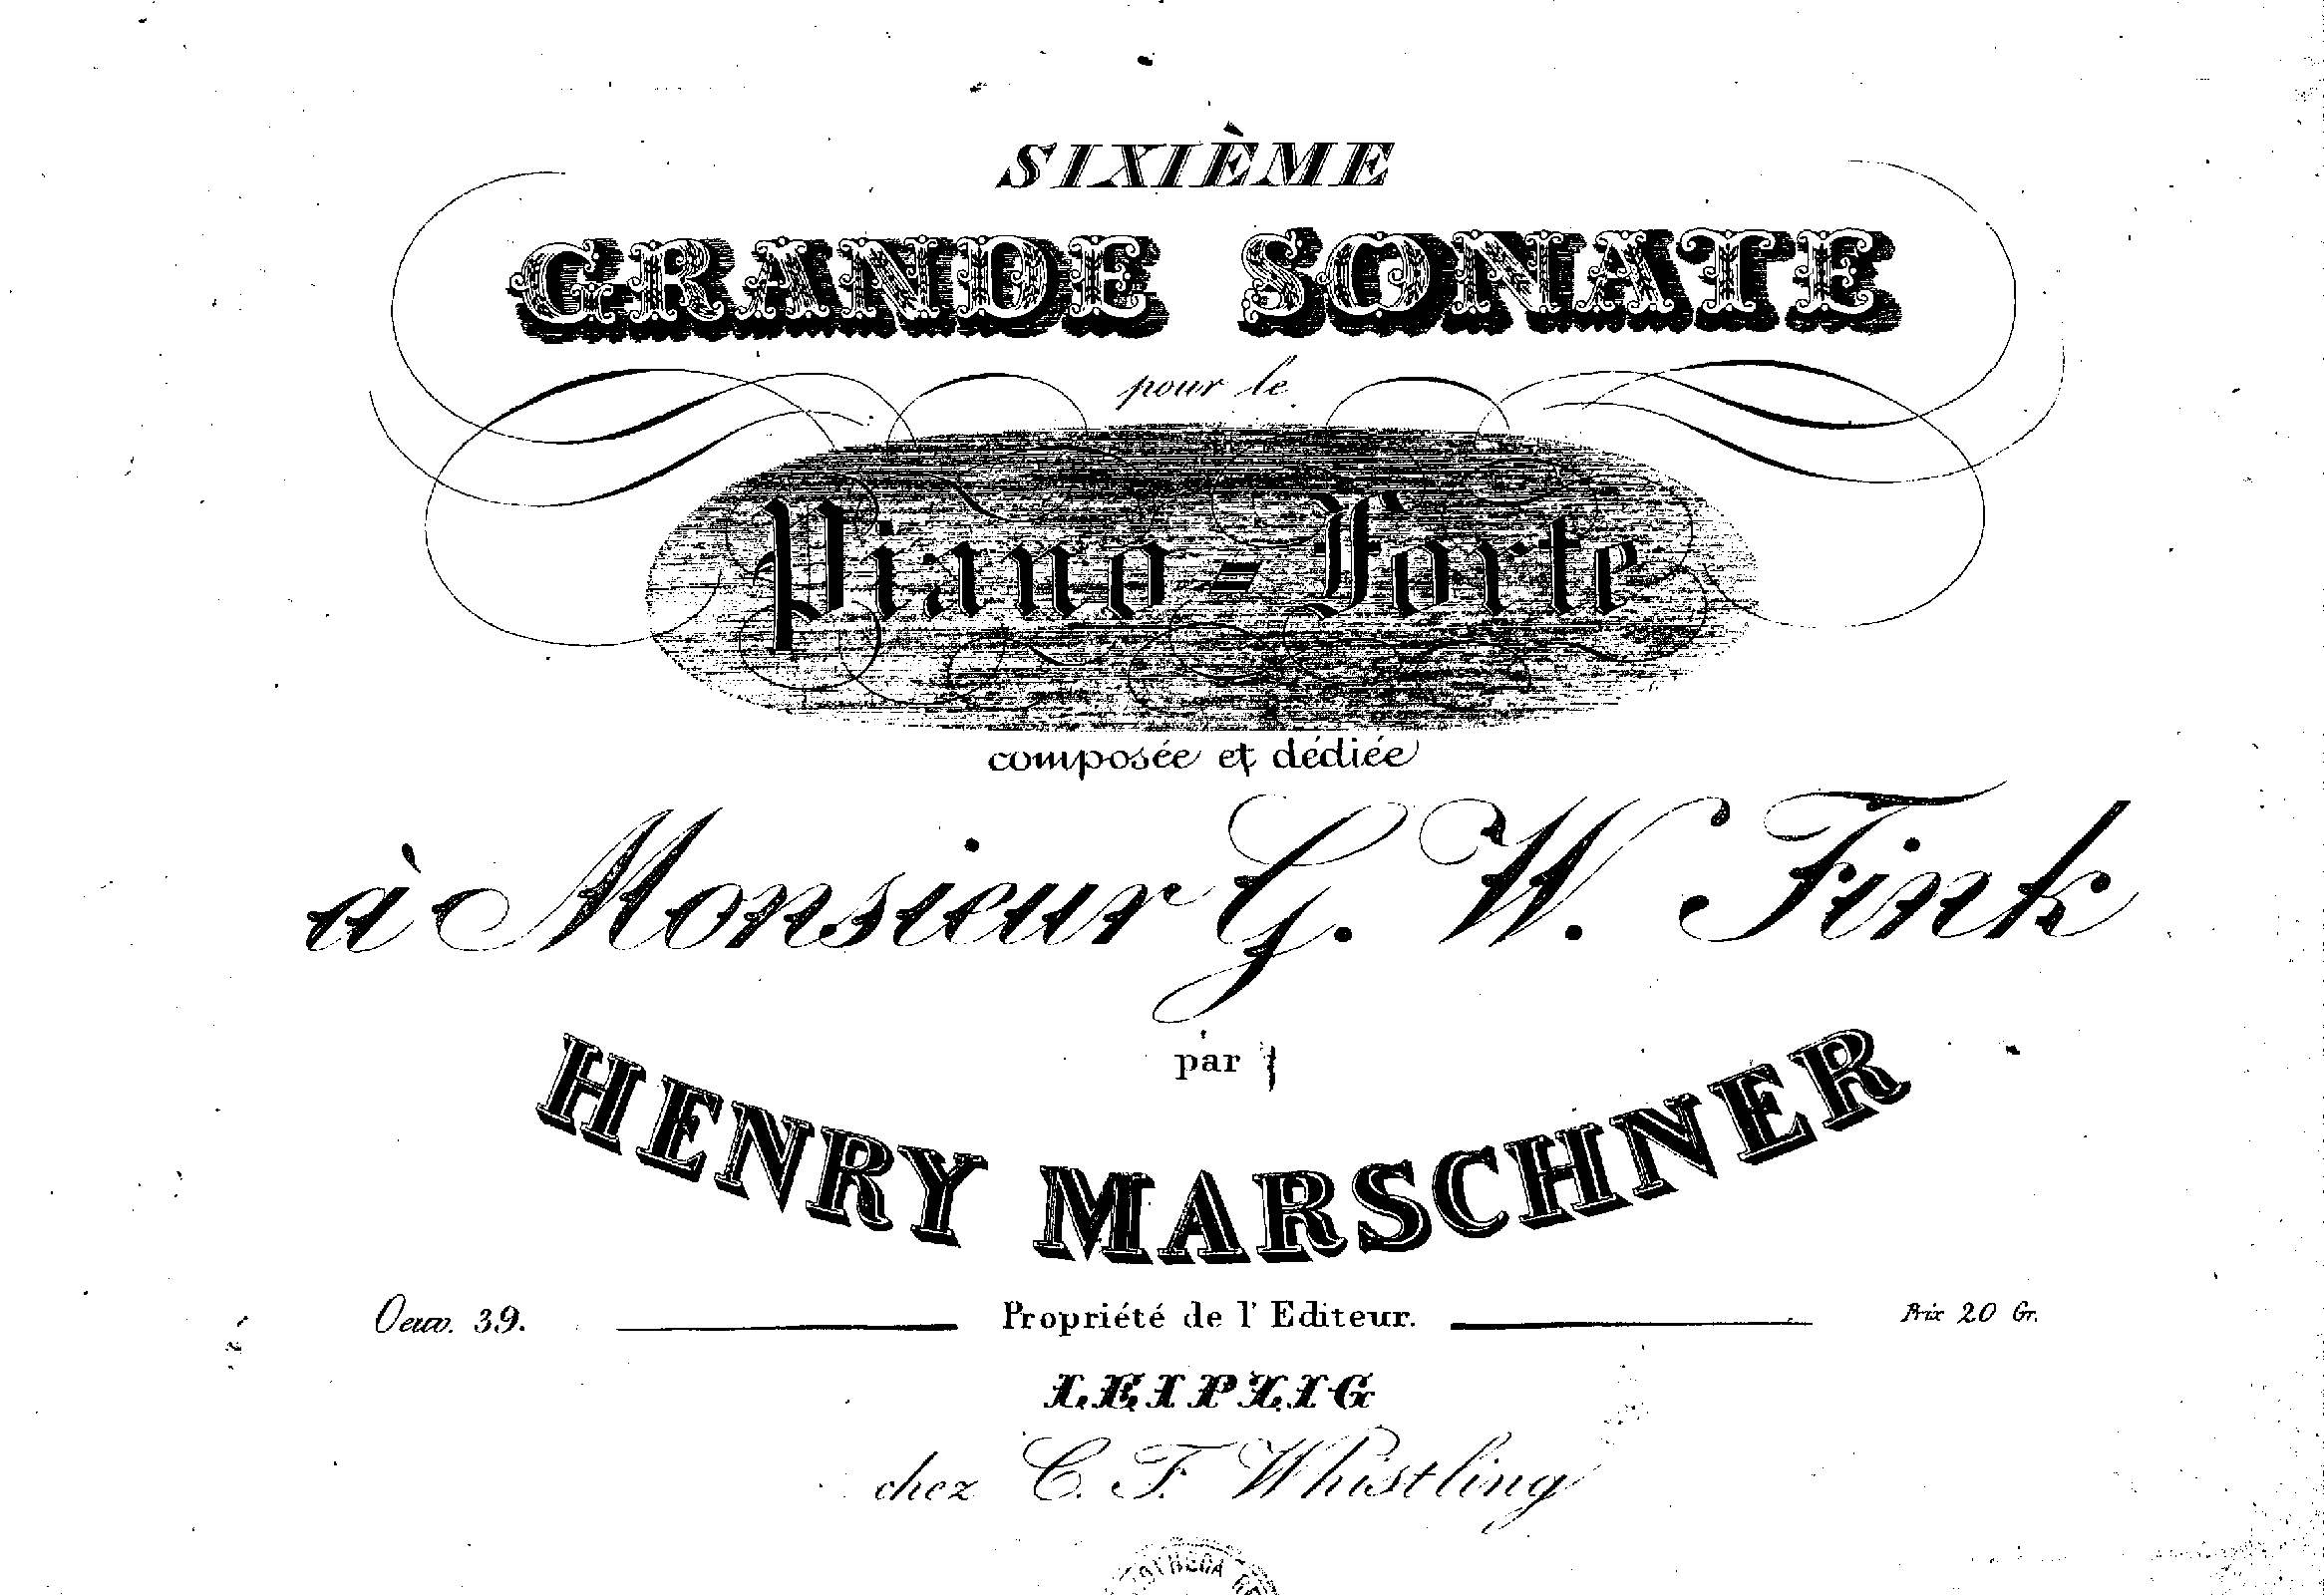 SIXIÈME
GRANDE SONATE
pour le
Piano=Forte
composée et dédiée
à Monsieur G. W. Fink
par
HENRY MARSCHNER
Oeuv. 39. Propriété de l' Editeur. Prix 20 Gr.
LEIPZIG
chez C. F. Whistling